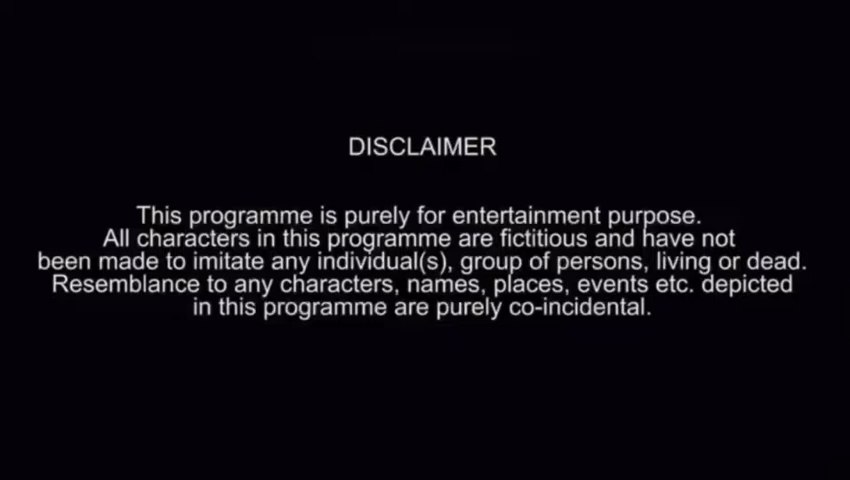 DISCLAIMER
This programme is purely for entertainment purpose.
All characters in this programme are fictitious and have not
been made to imitate any individual(s), group of persons, living or dead.
Resemblance to any characters, names, places, events etc. depicted
in this programme are purely co-incidental.